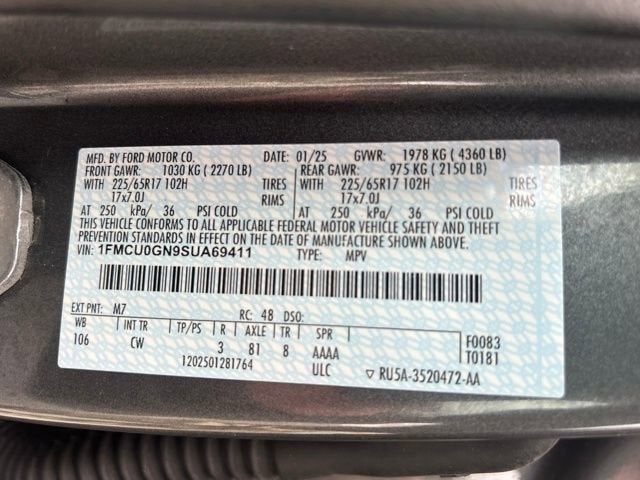 MFD. BY FORD MOTOR CO. DATE: 01/25 GVWR: 1978 KG ( 4360 LB)
FRONT GAWR: 1030 KG ( 2270 LB) REAR GAWR: 975 KG ( 2150 LB)
WITH 225/65R17 102H TIRES WITH 225/65R17 102H TIRES
17x7.0J RIMS 17x7.0J RIMS
AT 250 kPa/ 36 PSI COLD AT 250 kPa/ 36 PSI COLD
THIS VEHICLE CONFORMS TO ALL APPLICABLE FEDERAL MOTOR VEHICLE SAFETY AND THEFT
PREVENTION STANDARD IN EFFECT ON THE DATE OF MANUFACTURE SHOWN ABOVE.
VIN: 1FMCU0GN9SUA69411 TYPE: MPV
EXT PNT: M7 RC: 48 DSO:
WB INT TR TP/PS R AXLE TR SPR F0083
106 CW 3 81 8 AAAA T0181
1202501281764 ULC ▽ RU5A-3520472-AA